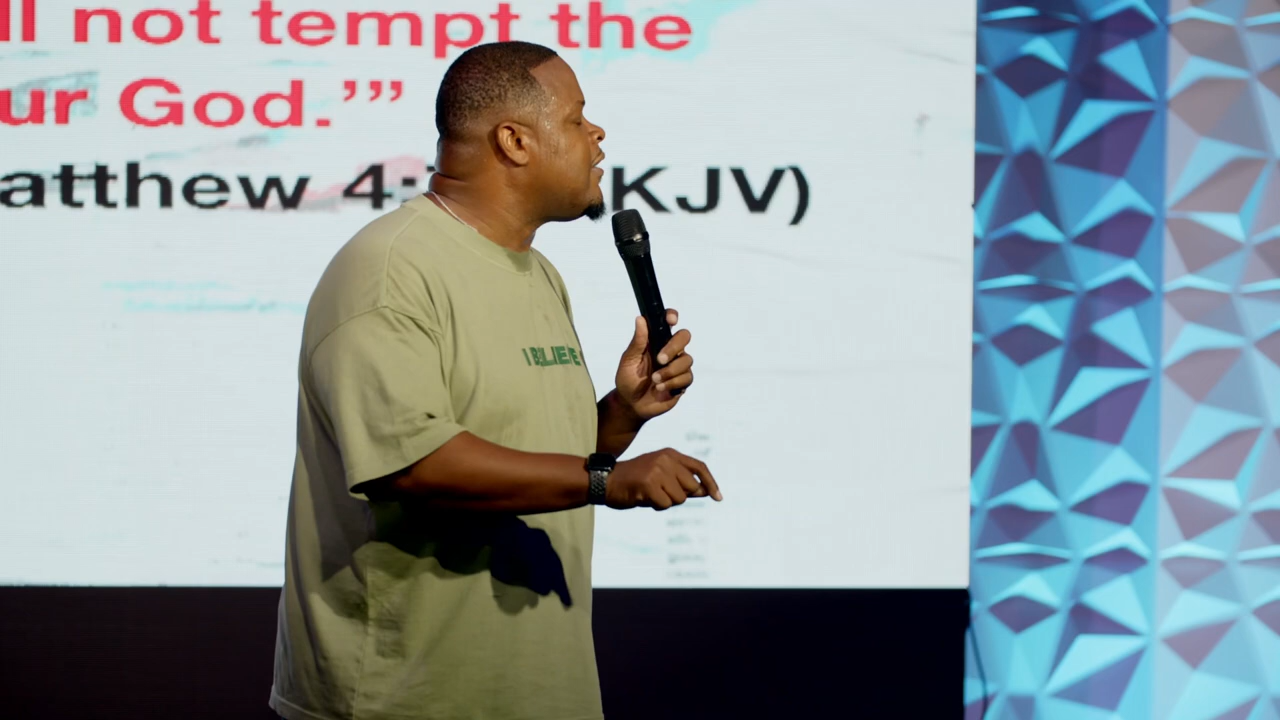 ll not tempt the
ur God.’”
atthew 4: KJV)
I BELIEVE